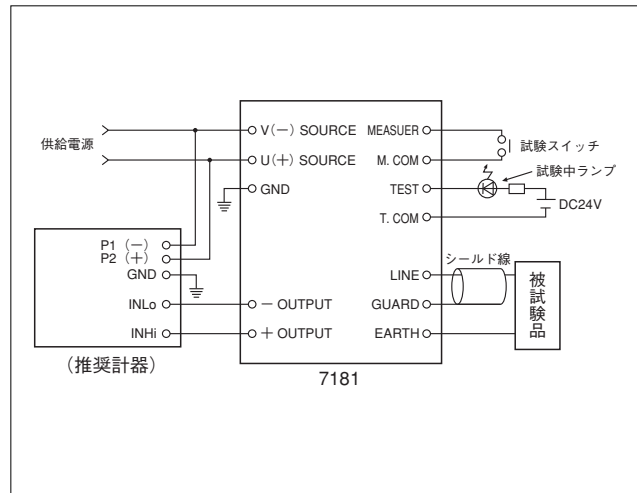 供給電源
V(−) SOURCE
U(+) SOURCE
GND
MEASUER
M. COM
TEST
T. COM
試験スイッチ
試験中ランプ
DC24V
P1 (−)
P2 (+)
GND
INLo
INHi
(推奨計器)
− OUTPUT
+ OUTPUT
LINE
GUARD
EARTH
シールド線
被試験品
7181